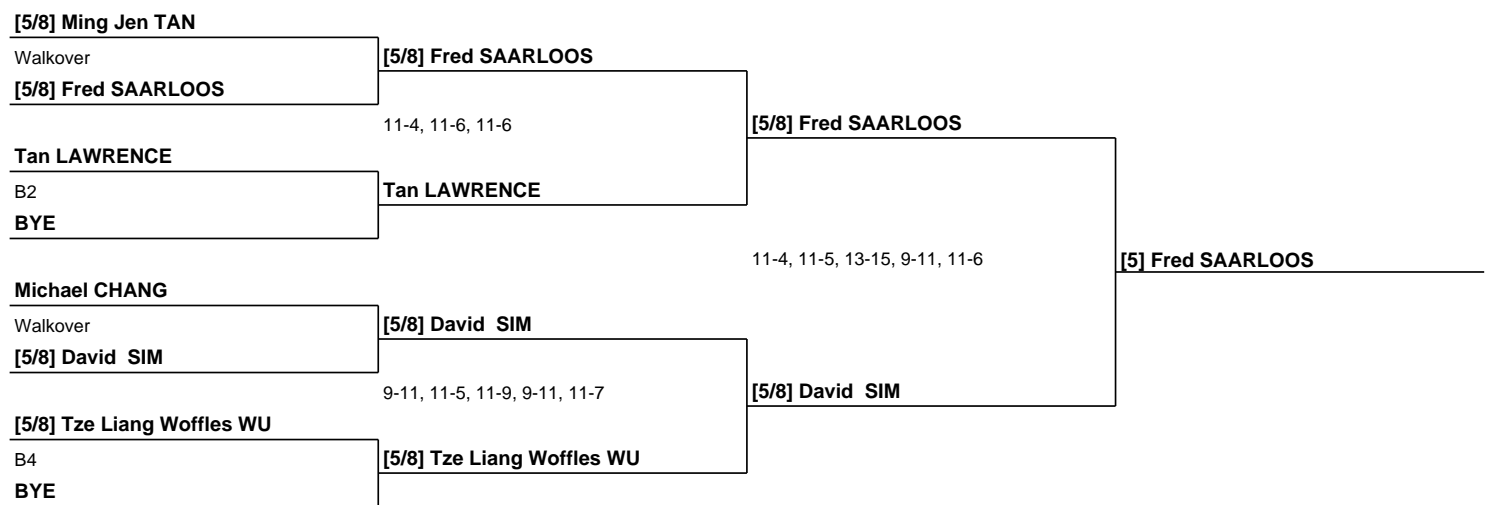 [5/8] Ming Jen TAN
Walkover
[5/8] Fred SAARLOOS
[5/8] Fred SAARLOOS
11-4, 11-6, 11-6
[5/8] Fred SAARLOOS
Tan LAWRENCE
B2
Tan LAWRENCE
BYE
11-4, 11-5, 13-15, 9-11, 11-6
[5] Fred SAARLOOS
Michael CHANG
Walkover
[5/8] David  SIM
[5/8] David  SIM
9-11, 11-5, 11-9, 9-11, 11-7
[5/8] David  SIM
[5/8] Tze Liang Woffles WU
B4
[5/8] Tze Liang Woffles WU
BYE